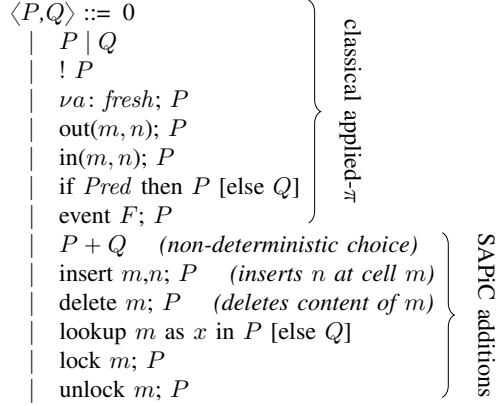 ⟨P,Q⟩ ::= 0
| P | Q
| ! P
| νa: fresh; P
| out(m, n); P
| in(m, n); P
| if Pred then P [else Q]
| event F; P
classical applied-π
| P + Q (non-deterministic choice)
| insert m,n; P (inserts n at cell m)
| delete m; P (deletes content of m)
| lookup m as x in P [else Q]
| lock m; P
| unlock m; P
SAPiC additions